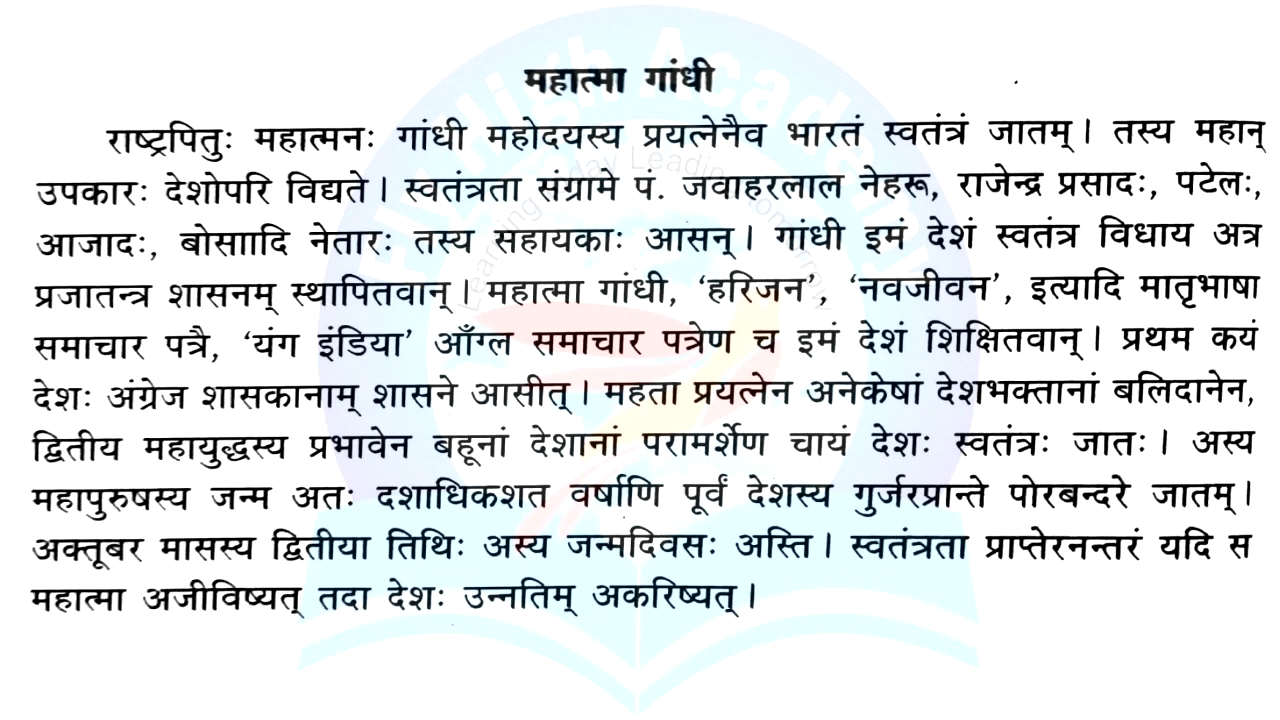 महात्मा गांधी
राष्ट्रपितुः महात्मनः गांधी महोदयस्य प्रयत्नेनैव भारतं स्वतंत्रं जातम्। तस्य महान्
उपकारः देशोपरि विद्यते। स्वतंत्रता संग्रामे पं. जवाहरलाल नेहरू, राजेन्द्र प्रसादः, पटेलः,
आजादः, बोसाादि नेतारः तस्य सहायकाः आसन्। गांधी इमं देशं स्वतंत्र विधाय अत्र
प्रजातन्त्र शासनम् स्थापितवान्। महात्मा गांधी, ‘हरिजन’, ‘नवजीवन’, इत्यादि मातृभाषा
समाचार पत्रै, ‘यंग इंडिया’ आँग्ल समाचार पत्रेण च इमं देशं शिक्षितवान्। प्रथम कयं
देशः अंग्रेज शासकानाम् शासने आसीत्। महता प्रयत्नेन अनेकेषां देशभक्तानां बलिदानेन,
द्वितीय महायुद्धस्य प्रभावेन बहूनां देशानां परामर्शेण चायं देशः स्वतंत्रः जातः। अस्य
महापुरुषस्य जन्म अतः दशाधिकशत वर्षाणि पूर्वं देशस्य गुर्जरप्रान्ते पोरबन्दरे जातम्।
अक्तूबर मासस्य द्वितीया तिथिः अस्य जन्मदिवसः अस्ति। स्वतंत्रता प्राप्तेरनन्तरं यदि स
महात्मा अजीविष्यत् तदा देशः उन्नतिम् अकरिष्यत्।